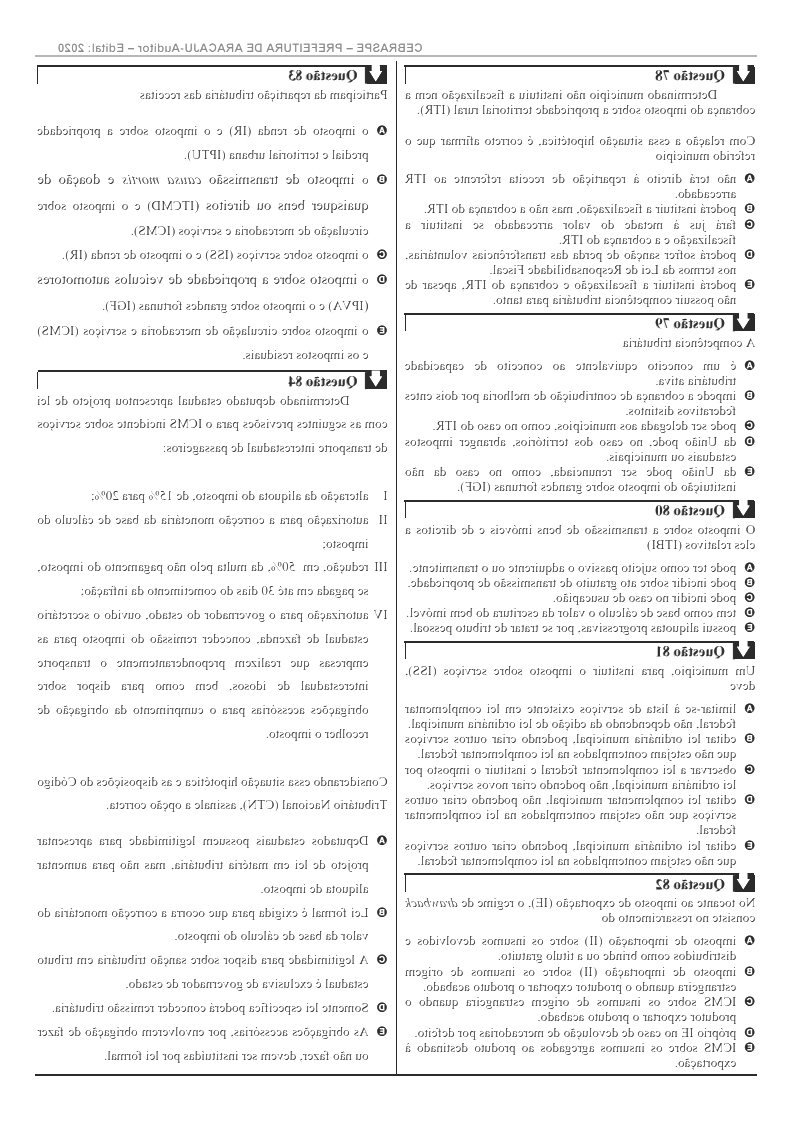 CEBRASPE – PREFEITURA DE ARACAJU-Auditor – Edital: 2020
Questão 78
Determinado município não instituiu a fiscalização nem a
cobrança do imposto sobre a propriedade territorial rural (ITR).
Com relação a essa situação hipotética, é correto afirmar que o
referido município
A não terá direito à repartição de receita referente ao ITR
arrecadado.
B poderá instituir a fiscalização, mas não a cobrança do ITR.
C fará jus à metade do valor arrecadado se instituir a
fiscalização e a cobrança do ITR.
D poderá sofrer sanção de perda das transferências voluntárias,
nos termos da Lei de Responsabilidade Fiscal.
E poderá instituir a fiscalização e cobrança do ITR, apesar de
não possuir competência tributária para tanto.
Questão 79
A competência tributária
A é um conceito equivalente ao conceito de capacidade
tributária ativa.
B impede a cobrança de contribuição de melhoria por dois entes
federativos distintos.
C pode ser delegada aos municípios, como no caso do ITR.
D da União pode, no caso dos territórios, abranger impostos
estaduais ou municipais.
E da União pode ser renunciada, como no caso da não
instituição do imposto sobre grandes fortunas (IGF).
Questão 80
O imposto sobre a transmissão de bens imóveis e de direitos a
eles relativos (ITBI)
A pode ter como sujeito passivo o adquirente ou o transmitente.
B pode incidir sobre ato gratuito de transmissão de propriedade.
C pode incidir no caso de usucapião.
D tem como base de cálculo o valor da escritura do bem imóvel.
E possui alíquotas progressivas, por se tratar de tributo pessoal.
Questão 81
Um município, para instituir o imposto sobre serviços (ISS),
deve
A limitar-se à lista de serviços existente em lei complementar
federal, não dependendo da edição de lei ordinária municipal.
B editar lei ordinária municipal, podendo criar outros serviços
que não estejam contemplados na lei complementar federal.
C observar a lei complementar federal e instituir o imposto por
lei ordinária municipal, não podendo criar novos serviços.
D editar lei complementar municipal, não podendo criar outros
serviços que não estejam contemplados na lei complementar
federal.
E editar lei ordinária municipal, podendo criar outros serviços
que não estejam contemplados na lei complementar federal.
Questão 82
No tocante ao imposto de exportação (IE), o regime de drawback
consiste no ressarcimento do
A imposto de importação (II) sobre os insumos devolvidos e
distribuídos como brinde ou a título gratuito.
B imposto de importação (II) sobre os insumos de origem
estrangeira quando o produtor exportar o produto acabado.
C ICMS sobre os insumos de origem estrangeira quando o
produtor exportar o produto acabado.
D próprio IE no caso de devolução de mercadorias por defeito.
E ICMS sobre os insumos agregados ao produto destinado à
exportação.
Questão 83
Participam da repartição tributária das receitas
A o imposto de renda (IR) e o imposto sobre a propriedade
predial e territorial urbana (IPTU).
B o imposto de transmissão causa mortis e doação de
quaisquer bens ou direitos (ITCMD) e o imposto sobre
circulação de mercadoria e serviços (ICMS).
C o imposto sobre serviços (ISS) e o imposto de renda (IR).
D o imposto sobre a propriedade de veículos automotores
(IPVA) e o imposto sobre grandes fortunas (IGF).
E o imposto sobre circulação de mercadoria e serviços (ICMS)
e os impostos residuais.
Questão 84
Determinado deputado estadual apresentou projeto de lei
com as seguintes previsões para o ICMS incidente sobre serviços
de transporte interestadual de passageiros:
I alteração da alíquota do imposto, de 15% para 20%;
II autorização para a correção monetária da base de cálculo do
imposto;
III redução, em 50%, da multa pelo não pagamento do imposto,
se pagada em até 30 dias do cometimento da infração;
IV autorização para o governador do estado, ouvido o secretário
estadual de fazenda, conceder remissão do imposto para as
empresas que realizem preponderantemente o transporte
interestadual de idosos, bem como para dispor sobre
obrigações acessórias para o cumprimento da obrigação de
recolher o imposto.
Considerando essa situação hipotética e as disposições do Código
Tributário Nacional (CTN), assinale a opção correta.
A Deputados estaduais possuem legitimidade para apresentar
projeto de lei em matéria tributária, mas não para aumentar
alíquota de imposto.
B Lei formal é exigida para que ocorra a correção monetária do
valor da base de cálculo do imposto.
C A legitimidade para dispor sobre sanção tributária em tributo
estadual é exclusiva de governador de estado.
D Somente lei específica poderá conceder remissão tributária.
E As obrigações acessórias, por envolverem obrigação de fazer
ou não fazer, devem ser instituídas por lei formal.